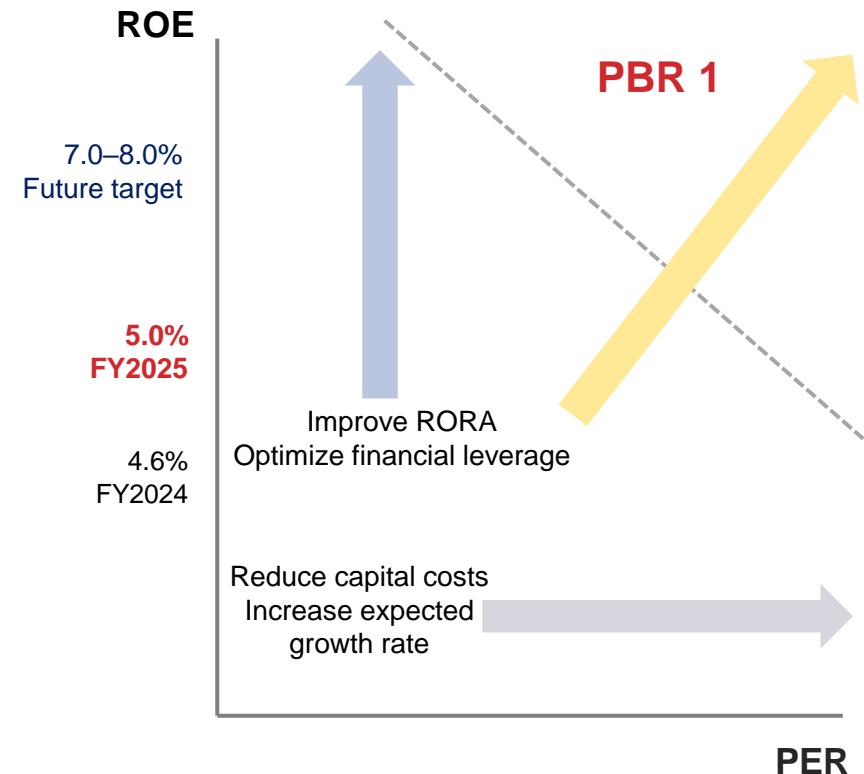 ROE
PBR 1
7.0–8.0%
Future target
5.0%
FY2025
Improve RORA
Optimize financial leverage
4.6%
FY2024
Reduce capital costs
Increase expected
growth rate
PER